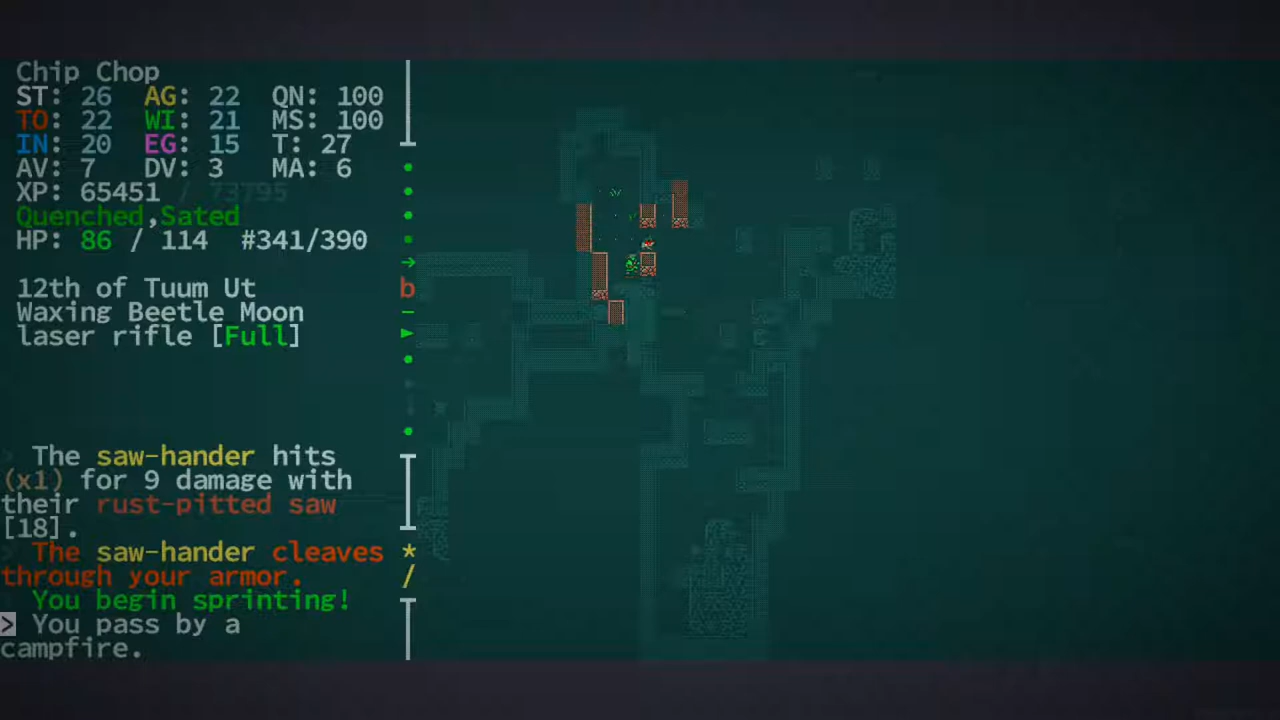 Chip Chop
ST: 26 AG: 22 QN: 100
TO: 22 WI: 21 MS: 100
IN: 20 EG: 15 T: 27
AV: 7 DV: 3 MA: 6
XP: 65451 / 73795
Quenched,Sated
HP: 86 / 114 #341/390
12th of Tuum Ut
Waxing Beetle Moon
laser rifle [Full]
b
The saw-hander hits
(x1) for 9 damage with
their rust-pitted saw
[18].
The saw-hander cleaves
through your armor.
You begin sprinting!
> You pass by a
campfire.